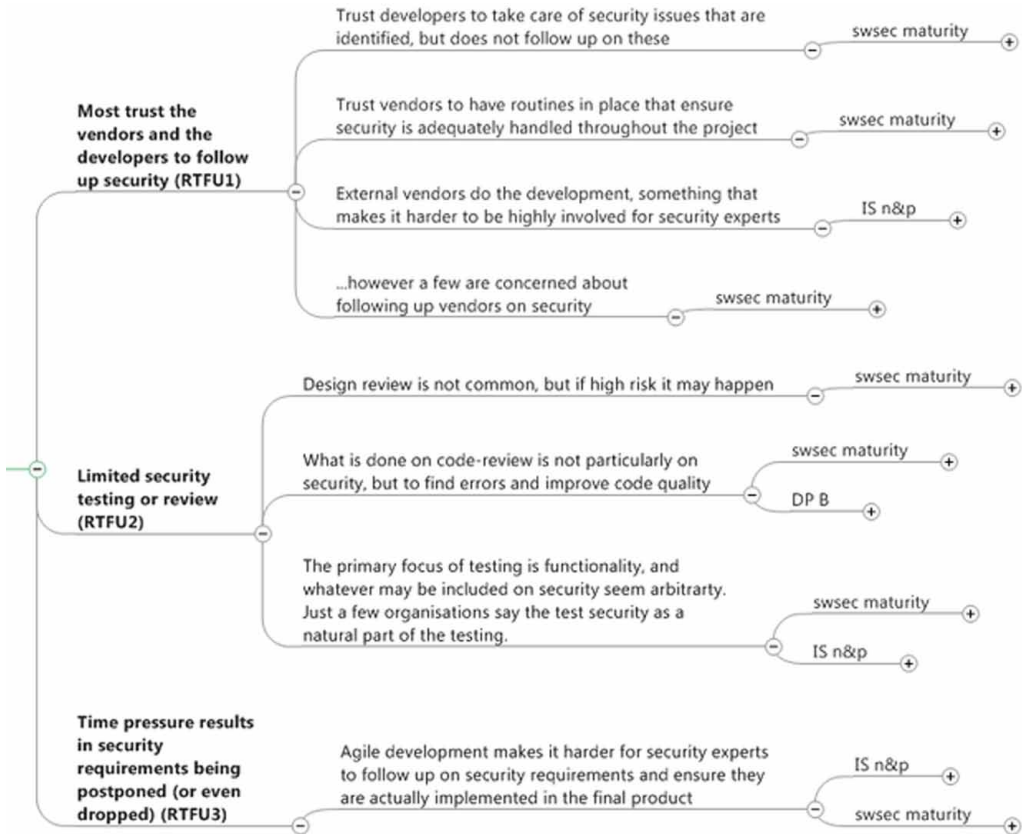 Most trust the
vendors and the
developers to follow
up security (RTFU1)
Trust developers to take care of security issues that are
identified, but does not follow up on these
swsec maturity
Trust vendors to have routines in place that ensure
security is adequately handled throughout the project
swsec maturity
External vendors do the development, something that
makes it harder to be highly involved for security experts
IS n&p
...however a few are concerned about
following up vendors on security
swsec maturity
Limited security
testing or review
(RTFU2)
Design review is not common, but if high risk it may happen
swsec maturity
What is done on code-review is not particularly on
security, but to find errors and improve code quality
swsec maturity
DP B
The primary focus of testing is functionality, and
whatever may be included on security seem arbitrarty.
Just a few organisations say the test security as a
natural part of the testing.
swsec maturity
IS n&p
Time pressure results
in security
requirements being
postponed (or even
dropped) (RTFU3)
Agile development makes it harder for security experts
to follow up on security requirements and ensure they
are actually implemented in the final product
IS n&p
swsec maturity